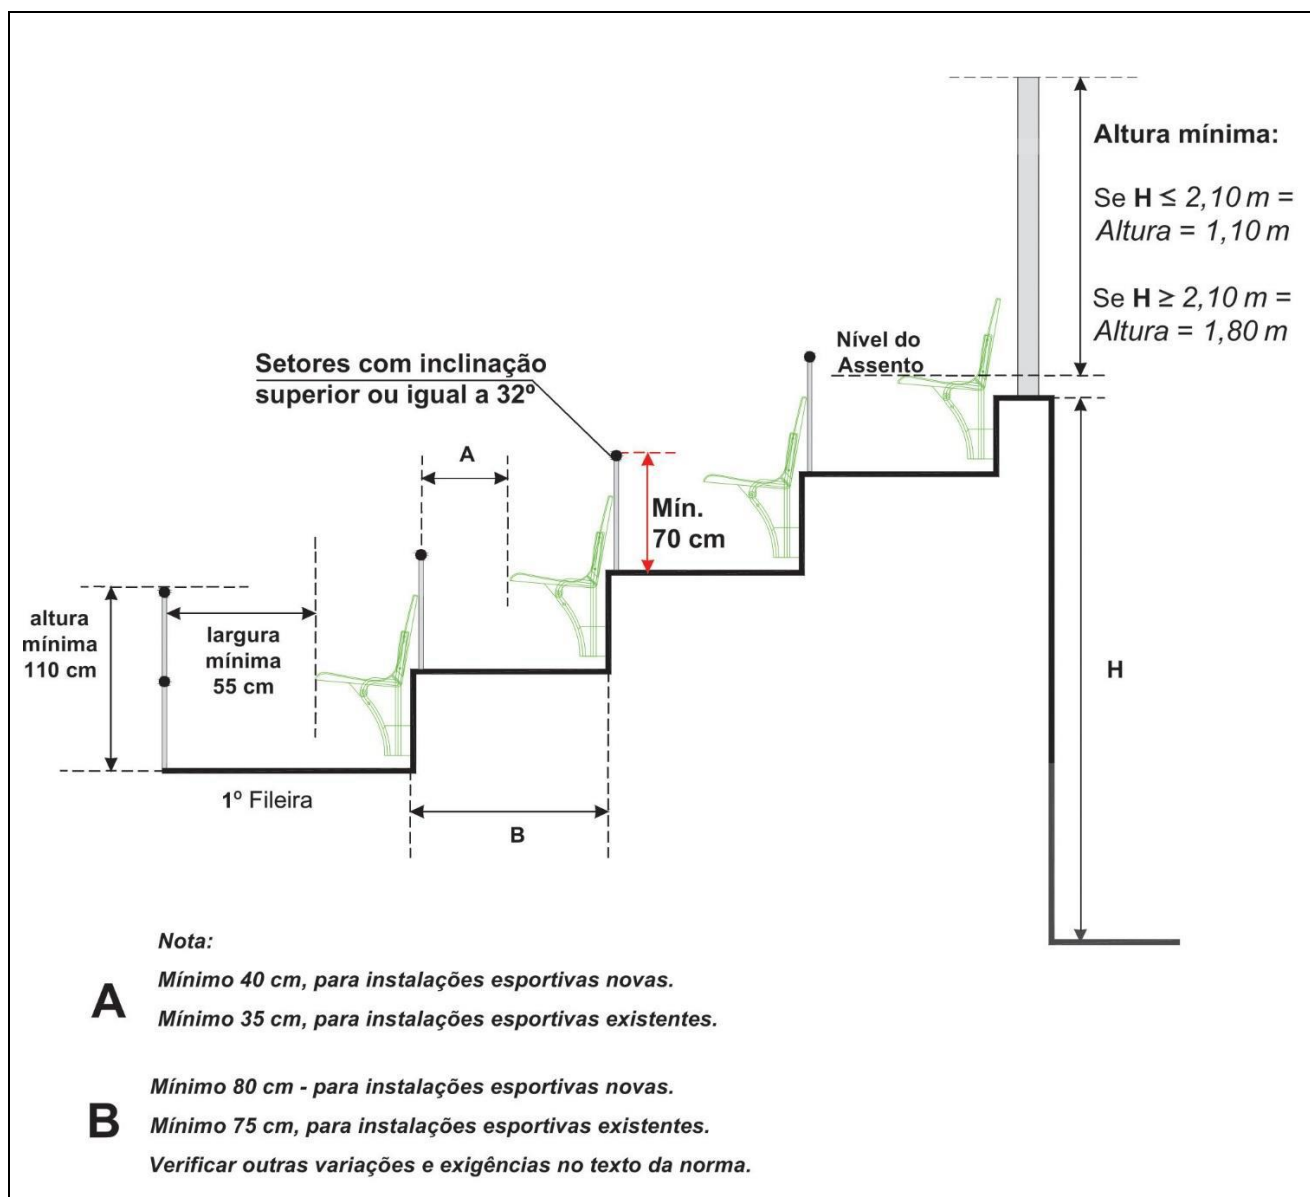 Altura mínima:
Se H ≤ 2,10 m =
Altura = 1,10 m
Se H ≥ 2,10 m =
Altura = 1,80 m
Nível do
Assento
Setores com inclinação
superior ou igual a 32º
A
Mín.
70 cm
altura
mínima
110 cm
largura
mínima
55 cm
H
1º Fileira
B
Nota:
A
Mínimo 40 cm, para instalações esportivas novas.
Mínimo 35 cm, para instalações esportivas existentes.
B
Mínimo 80 cm - para instalações esportivas novas.
Mínimo 75 cm, para instalações esportivas existentes.
Verificar outras variações e exigências no texto da norma.